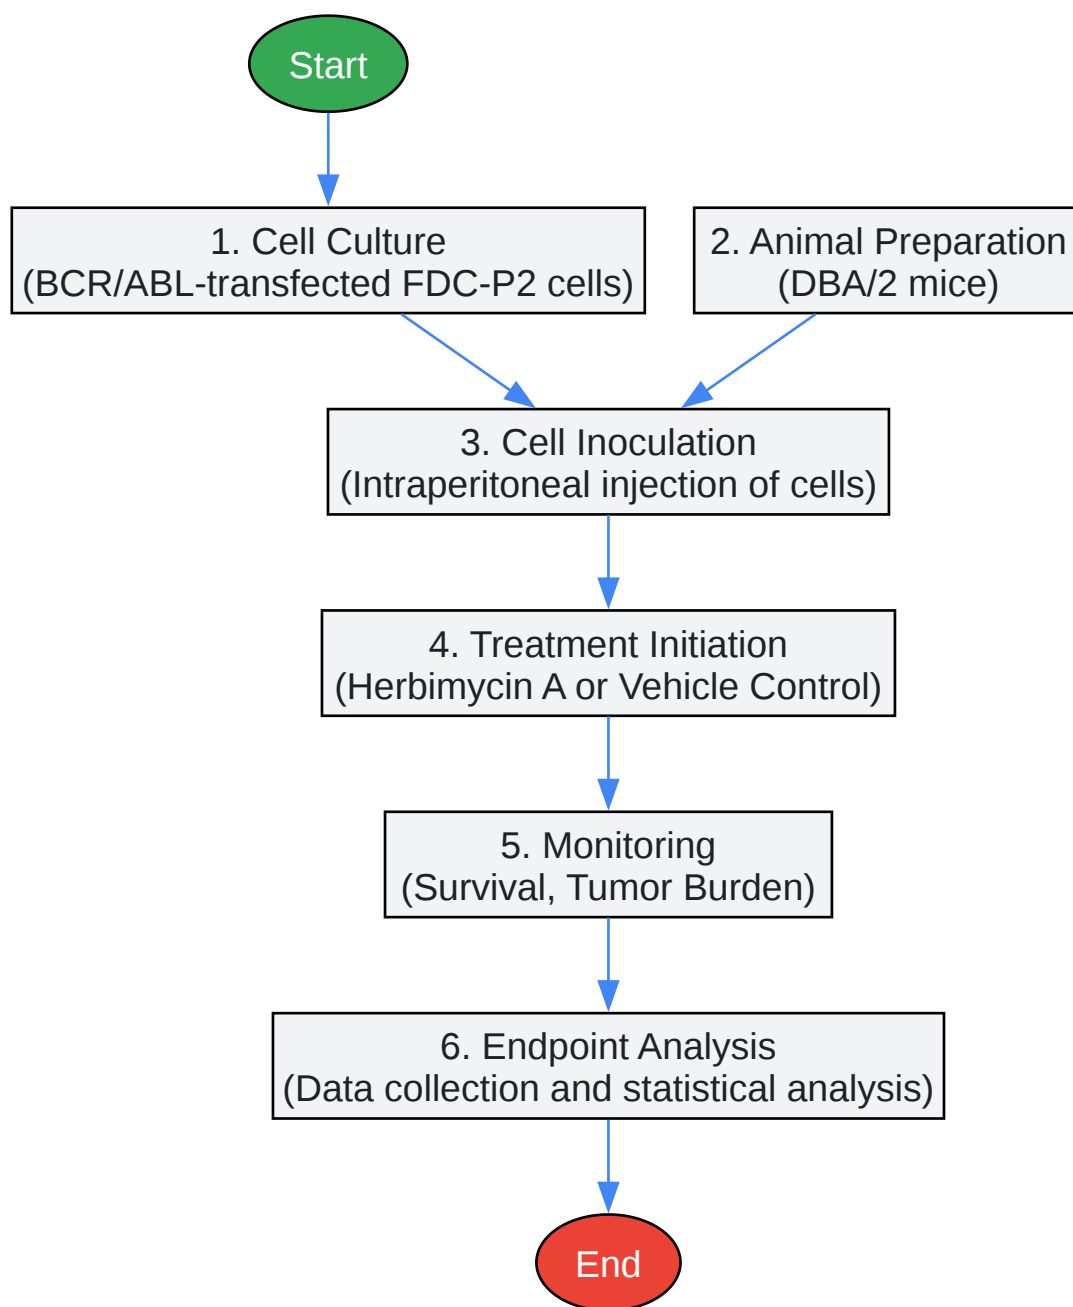 Start
1. Cell Culture
(BCR/ABL-transfected FDC-P2 cells)
2. Animal Preparation
(DBA/2 mice)
3. Cell Inoculation
(Intraperitoneal injection of cells)
4. Treatment Initiation
(Herbimycin A or Vehicle Control)
5. Monitoring
(Survival, Tumor Burden)
6. Endpoint Analysis
(Data collection and statistical analysis)
End